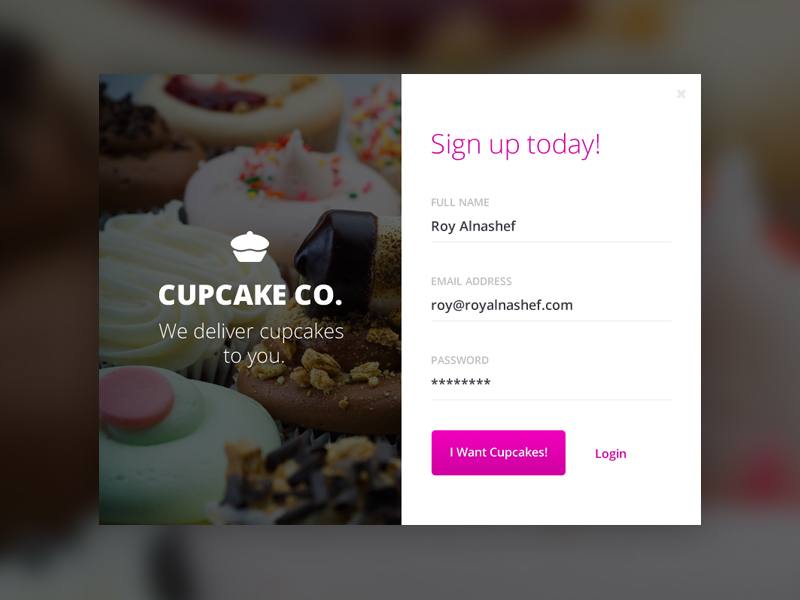 CUPCAKE CO.
We deliver cupcakes
to you.
Sign up today!
FULL NAME
Roy Alnashef
EMAIL ADDRESS
roy@royalnashef.com
PASSWORD
********
I Want Cupcakes!
Login